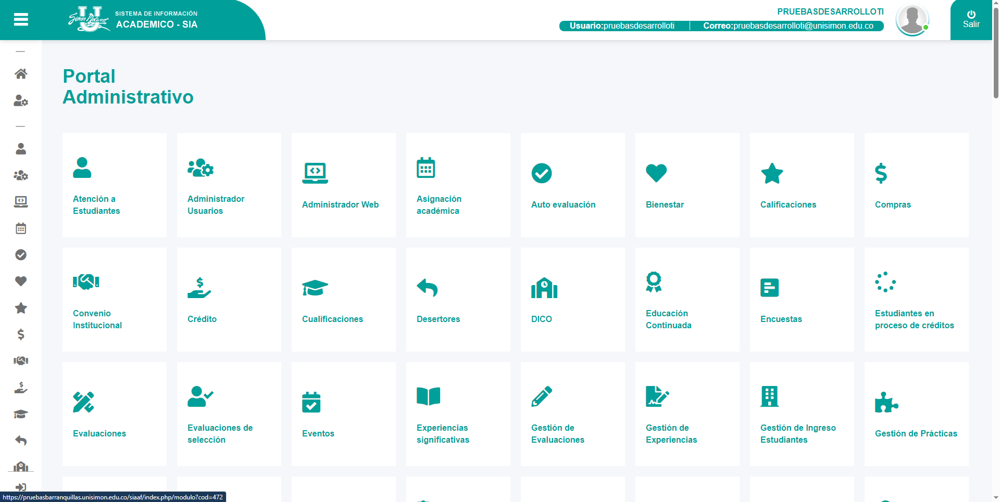 Simón Bolívar
U
SISTEMA DE INFORMACIÓN
ACADEMICO - SIA
PRUEBASDESARROLLOTI
Usuario:pruebasdesarrolloti
Correo:pruebasdesarrolloti@unisimon.edu.co
Salir
Portal
Administrativo
Atención a
Estudiantes
Administrador
Usuarios
Administrador Web
Asignación
académica
Auto evaluación
Bienestar
Calificaciones
Compras
Convenio
Institucional
Crédito
Cualificaciones
Desertores
DICO
Educación
Continuada
Encuestas
Estudiantes en
proceso de créditos
Evaluaciones
Evaluaciones de
selección
Eventos
Experiencias
significativas
Gestión de
Evaluaciones
Gestión de
Experiencias
Gestión de Ingreso
Estudiantes
Gestión de Prácticas
https://pruebasbarranquillas.unisimon.edu.co/siaaf/index.php/modulo?cod=472